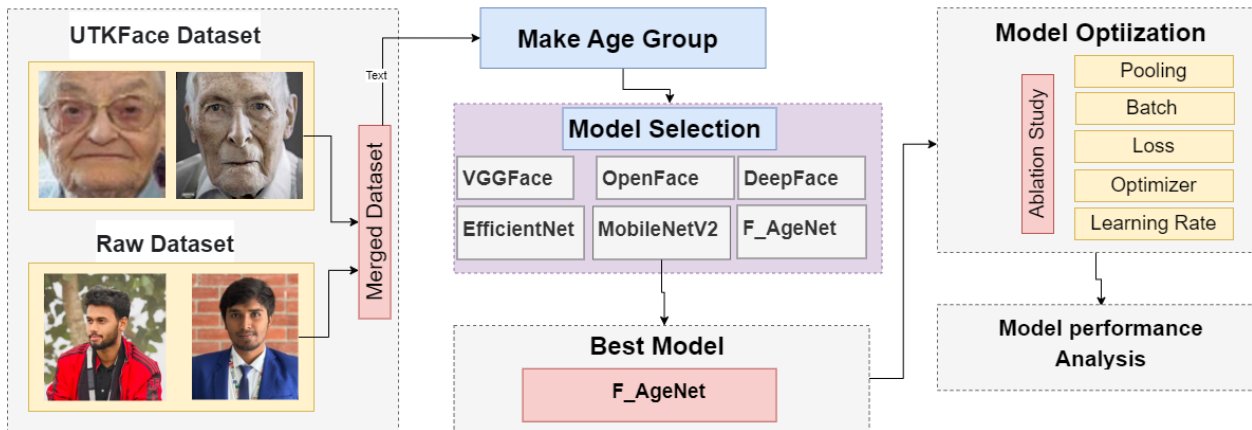 UTKFace Dataset
Raw Dataset
Merged Dataset
Text
Make Age Group
Model Selection
VGGFace
OpenFace
DeepFace
EfficientNet
MobileNetV2
F_AgeNet
Best Model
F_AgeNet
Model Optiization
Ablation Study
Pooling
Batch
Loss
Optimizer
Learning Rate
Model performance
Analysis